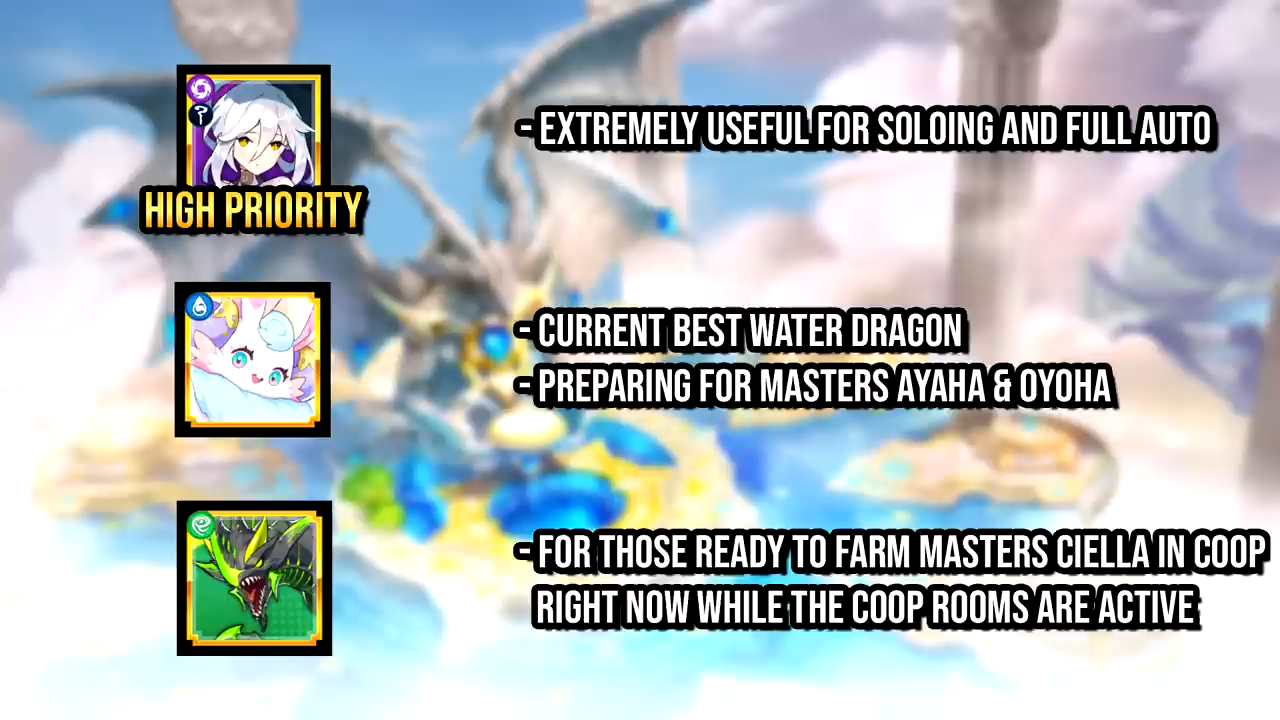 - EXTREMELY USEFUL FOR SOLOING AND FULL AUTO
?
HIGH PRIORITY
- CURRENT BEST WATER DRAGON
- PREPARING FOR MASTERS AYAHA & OYOHA
- FOR THOSE READY TO FARM MASTERS CIELLA IN COOP
RIGHT NOW WHILE THE COOP ROOMS ARE ACTIVE